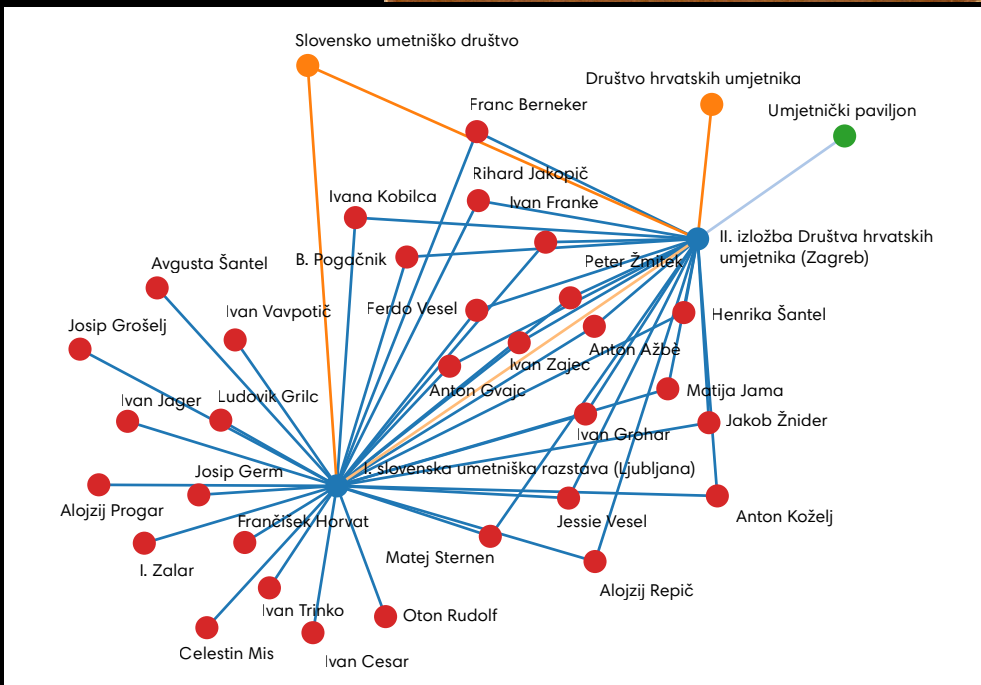 Slovensko umetniško društvo
Društvo hrvatskih umjetnika
Franc Berneker
Umjetnički paviljon
Rihard Jakopič
Ivana Kobilca
Ivan Franke
II. izložba Društva hrvatskih
umjetnika (Zagreb)
B. Pogačnik
Peter Žmitek
Avgusta Šantel
Ivan Vavpotič
Ferdo Vesel
Henrika Šantel
Josip Grošelj
Anton Ažbè
Ivan Zajec
Anton Gvajc
Matija Jama
Ivan Jager
Ludovik Grilc
Jakob Žnider
Ivan Grohar
I. slovenska umetniška razstava (Ljubljana)
Josip Germ
Alojzij Progar
Frančišek Horvat
Jessie Vesel
Anton Koželj
Matej Sternen
I. Zalar
Alojzij Repič
Ivan Trinko
Oton Rudolf
Celestin Mis
Ivan Cesar